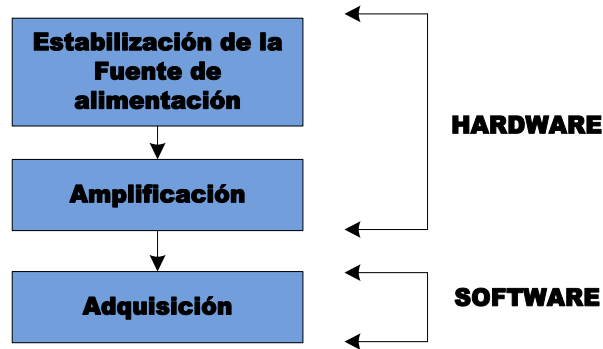 Estabilización de la
Fuente de
alimentación
HARDWARE
Amplificación
Adquisición
SOFTWARE